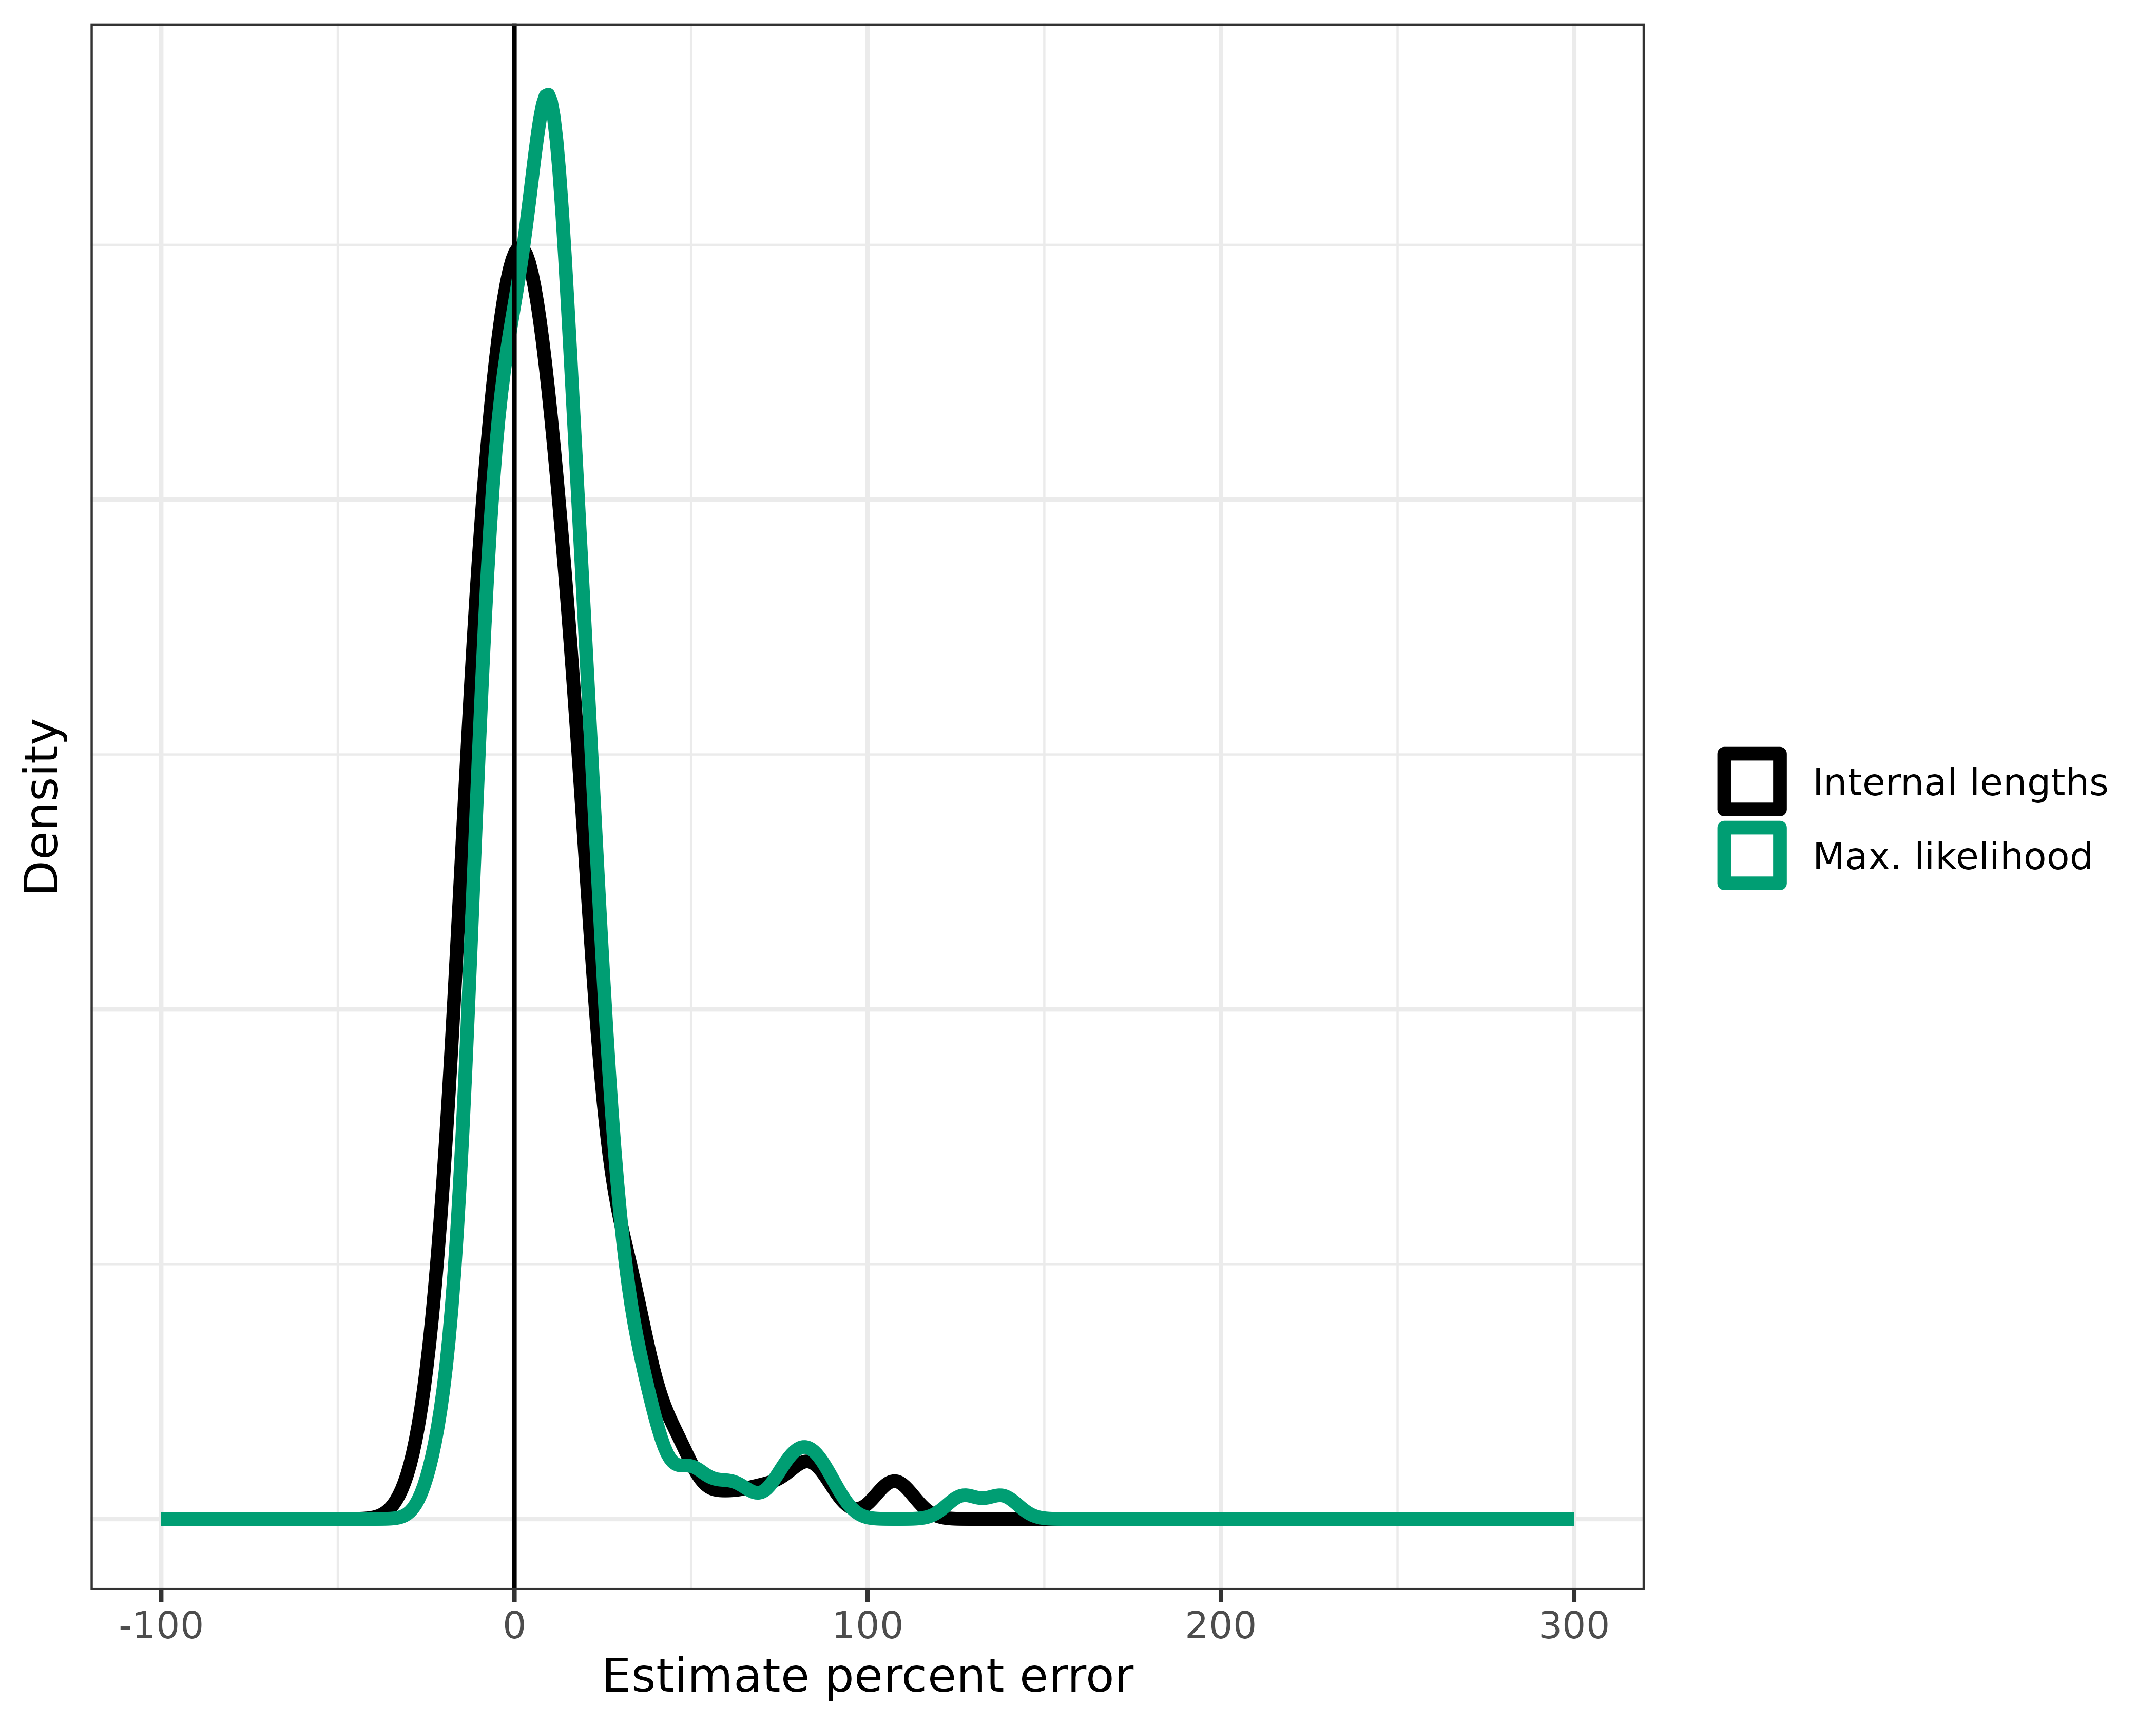 Density
Internal lengths
Max. likelihood
-100 0 100 200 300
Estimate percent error